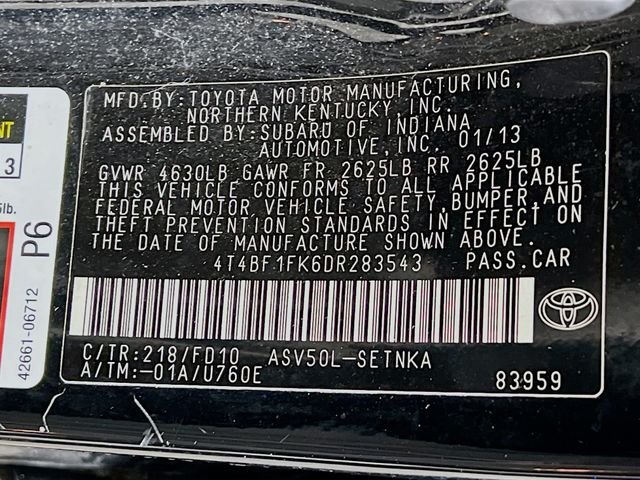 MFD.BY:TOYOTA MOTOR MANUFACTURING,
NORTHERN KENTUCKY,INC.
ASSEMBLED BY:SUBARU OF INDIANA
AUTOMOTIVE,INC. 01/13
GVWR 4630LB GAWR FR 2625LB RR 2625LB
THIS VEHICLE CONFORMS TO ALL APPLICABLE
FEDERAL MOTOR VEHICLE SAFETY,BUMPER,AND
THEFT PREVENTION STANDARDS IN EFFECT ON
THE DATE OF MANUFACTURE SHOWN ABOVE.
4T4BF1FK6DR283543 PASS.CAR
C/TR:218/FD10 ASV50L-SETNKA
A/TM:-01A/U760E
83959
3
lb.
P6
42661-06712